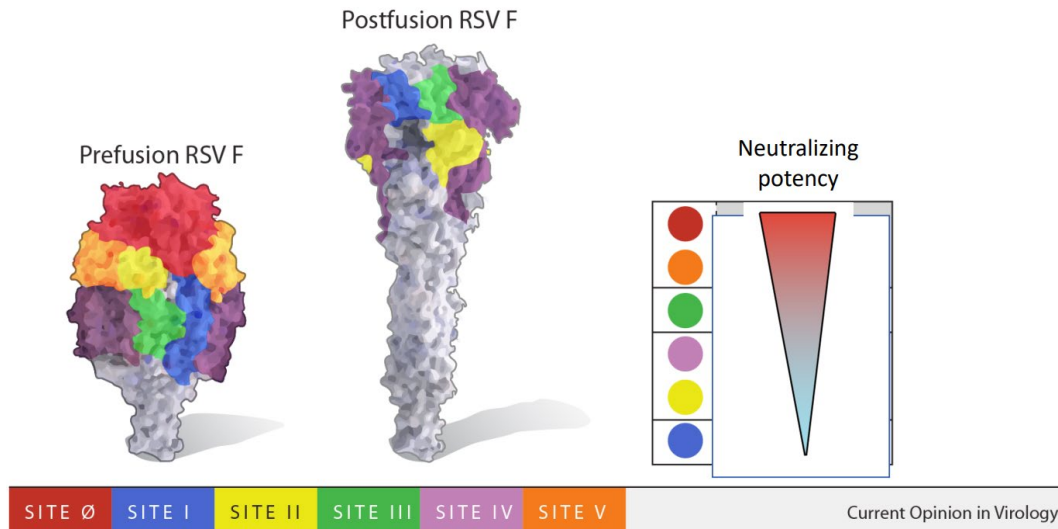 Postfusion RSV F
Prefusion RSV F
Neutralizing
potency
SITE Ø
SITE I
SITE II
SITE III
SITE IV
SITE V
Current Opinion in Virology